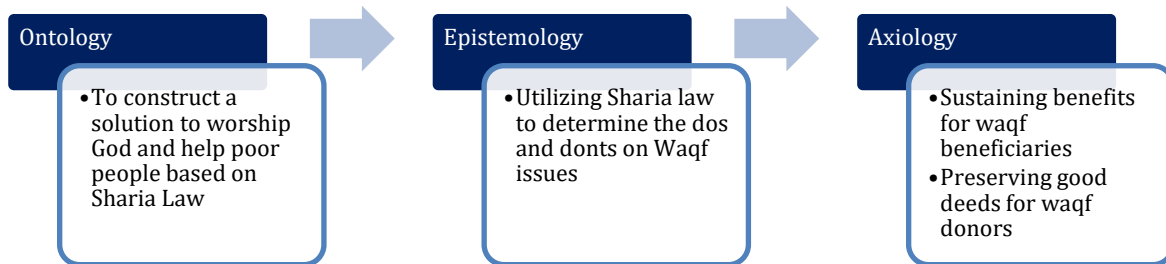 Ontology
•To construct a
solution to worship
God and help poor
people based on
Sharia Law
Epistemology
•Utilizing Sharia law
to determine the dos
and donts on Waqf
issues
Axiology
•Sustaining benefits
for waqf
beneficiaries
•Preserving good
deeds for waqf
donors